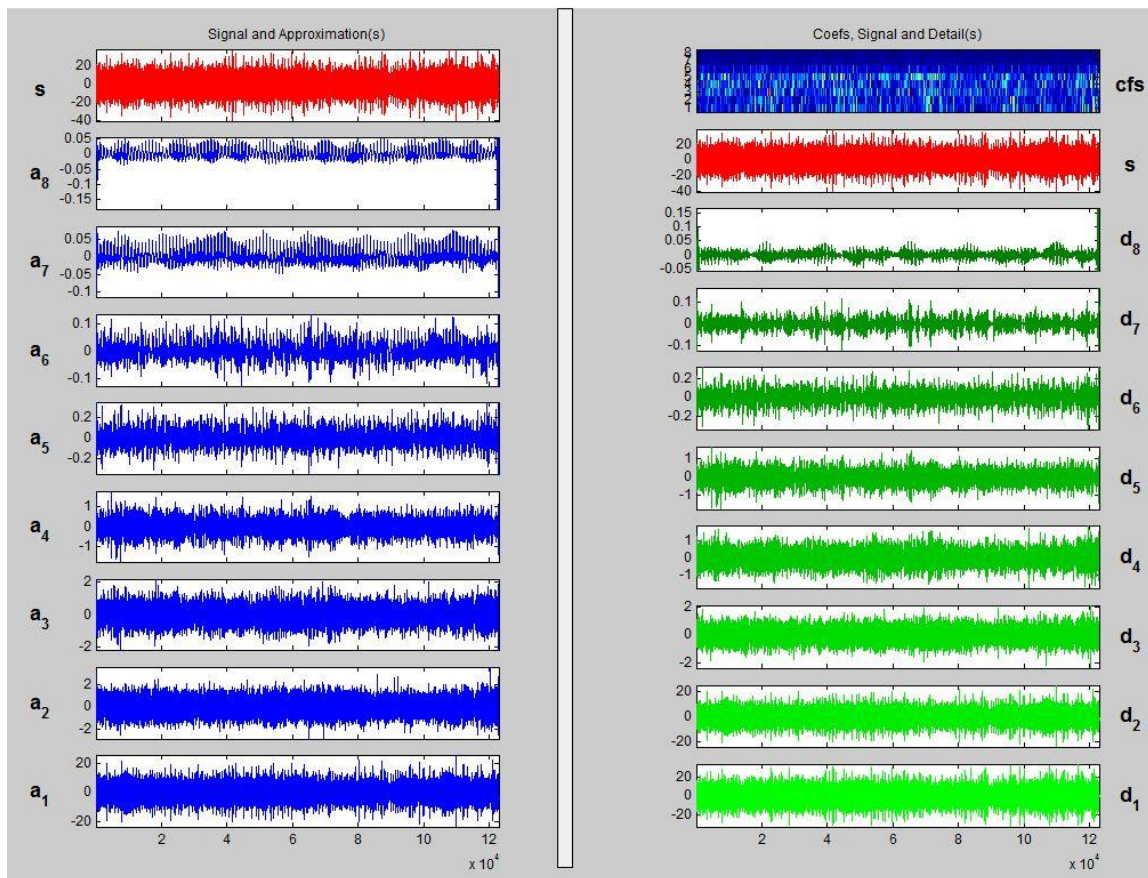 Signal and Approximation(s)
s
20
0
-20
-40
a8
0.05
0
-0.05
-0.1
-0.15
a7
0.05
0
-0.05
-0.1
a6
0.1
0
-0.1
a5
0.2
0
-0.2
a4
1
0
-1
a3
2
0
-2
a2
2
0
-2
a1
20
0
-20
2 4 6 8 10 12
x 10^4
Coefs, Signal and Detail(s)
8
7
6
5
4
3
2
1
cfs
20
0
-20
-40
s
0.15
0.1
0.05
0
-0.05
d8
0.1
0
-0.1
d7
0.2
0
-0.2
d6
1
0
-1
d5
1
0
-1
d4
2
0
-2
d3
20
0
-20
d2
20
0
-20
d1
2 4 6 8 10 12
x 10^4